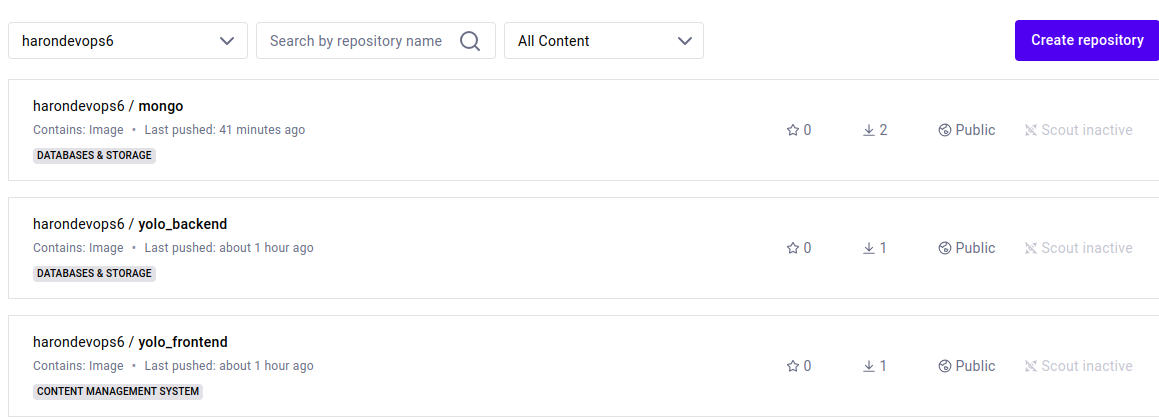 harondevops6 Search by repository name All Content Create repository
harondevops6 / mongo
Contains: Image • Last pushed: 41 minutes ago 0 2 Public Scout inactive
DATABASES & STORAGE
harondevops6 / yolo_backend
Contains: Image • Last pushed: about 1 hour ago 0 1 Public Scout inactive
DATABASES & STORAGE
harondevops6 / yolo_frontend
Contains: Image • Last pushed: about 1 hour ago 0 1 Public Scout inactive
CONTENT MANAGEMENT SYSTEM